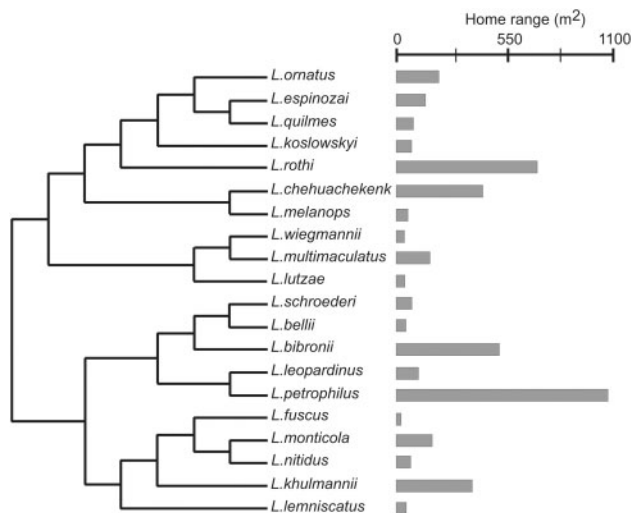 Home range (m2)
0 550 1100
L.ornatus
L.espinozai
L.quilmes
L.koslowskyi
L.rothi
L.chehuachekenk
L.melanops
L.wiegmannii
L.multimaculatus
L.lutzae
L.schroederi
L.bellii
L.bibronii
L.leopardinus
L.petrophilus
L.fuscus
L.monticola
L.nitidus
L.khulmannii
L.lemniscatus